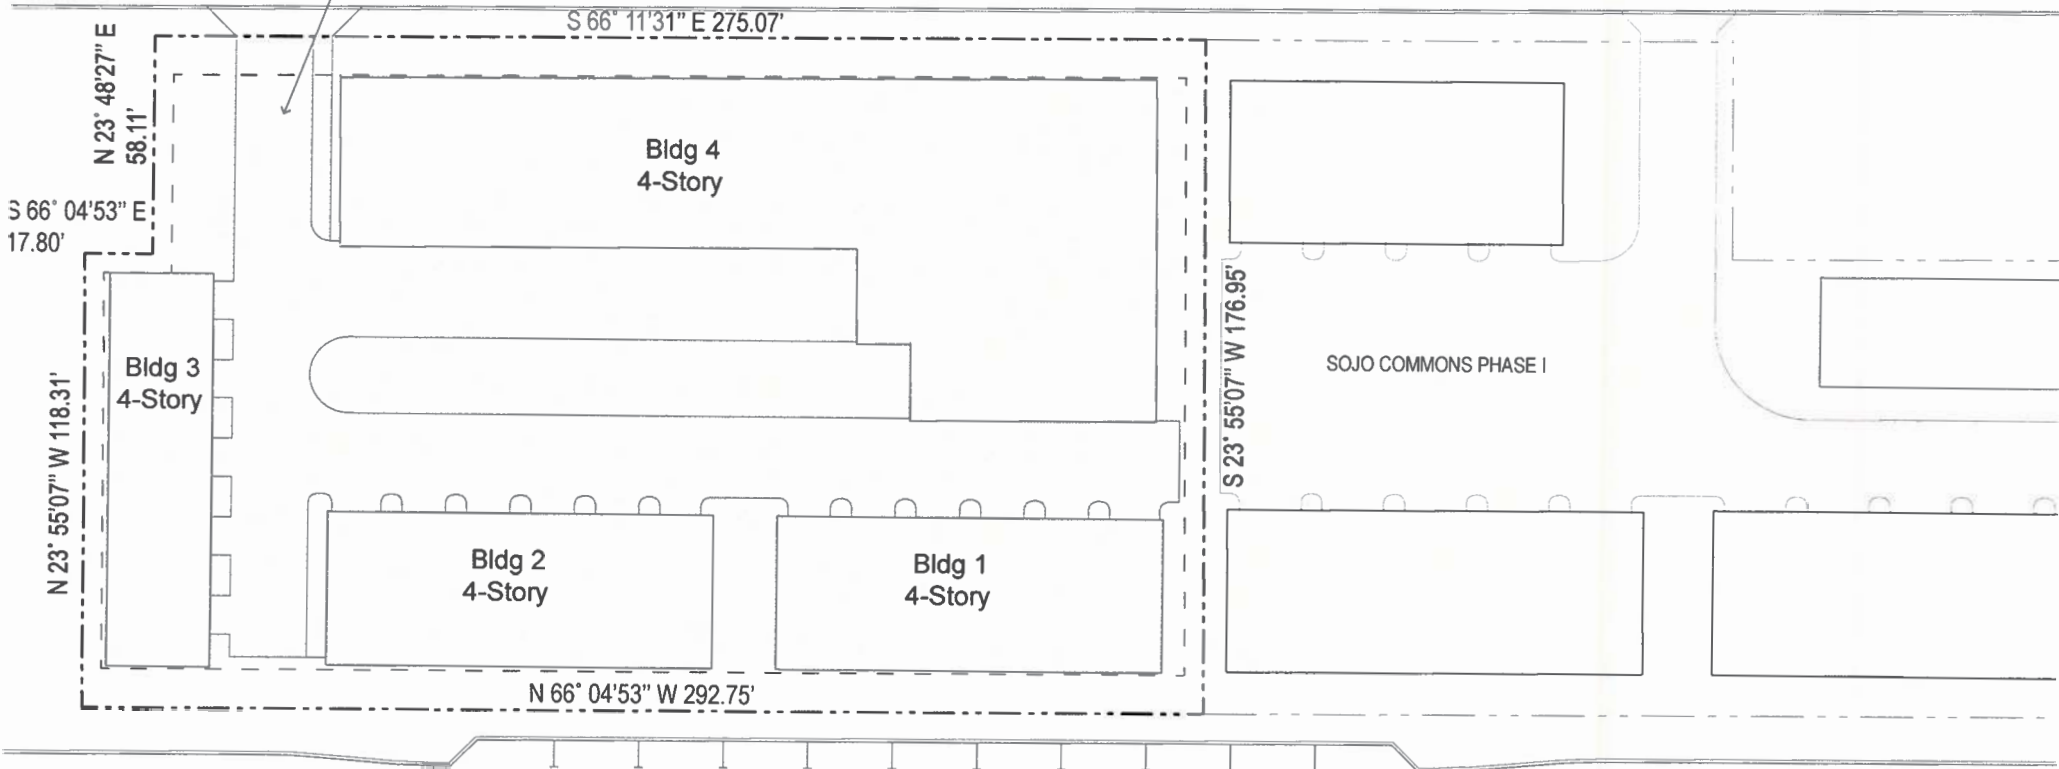 S 66° 11'31" E 275.07'
N 23° 48'27" E
58.11'
S 66° 04'53" E
17.80'
Bldg 4
4-Story
Bldg 3
4-Story
N 23° 55'07" W 118.31'
S 23° 55'07" W 176.95'
SOJO COMMONS PHASE I
Bldg 2
4-Story
Bldg 1
4-Story
N 66° 04'53" W 292.75'